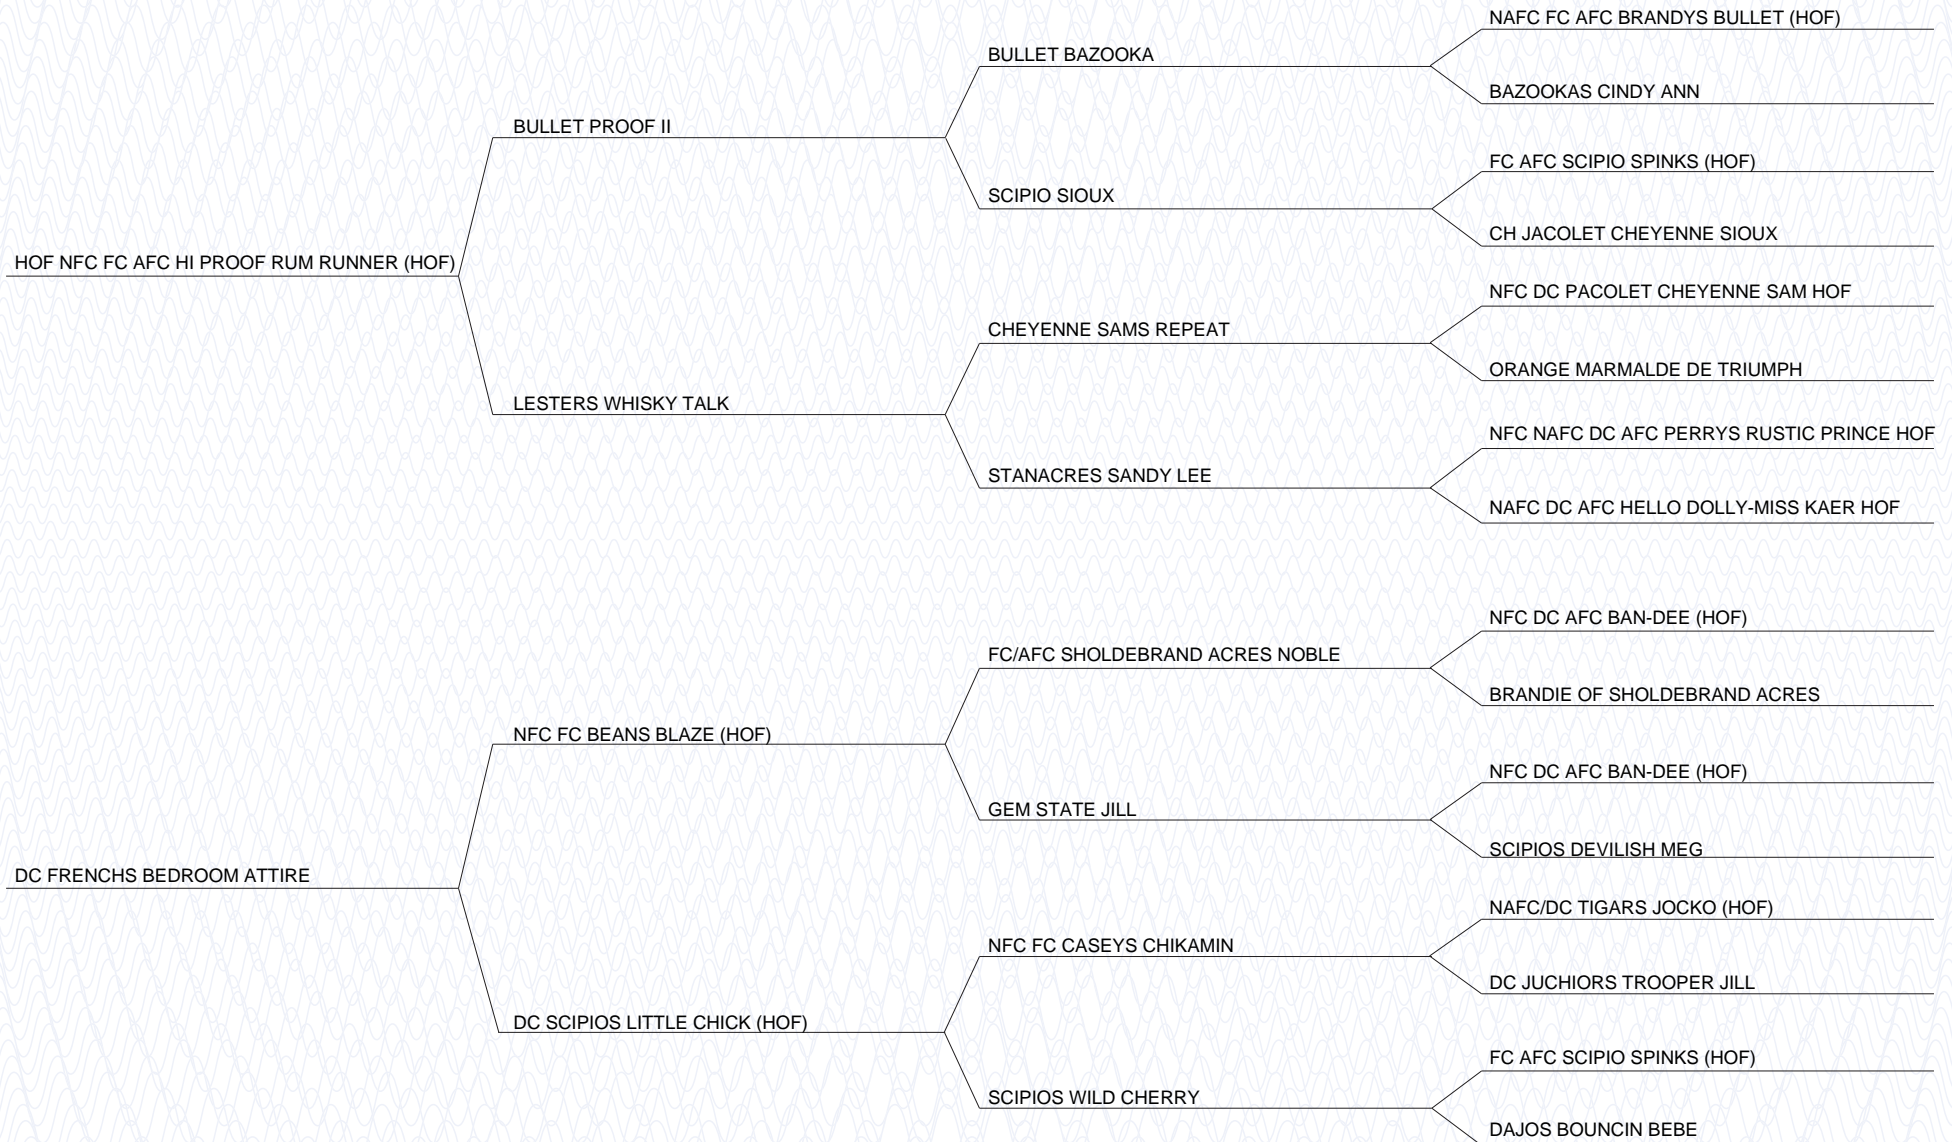 NAFC FC AFC BRANDYS BULLET (HOF)
BULLET BAZOOKA
BAZOOKAS CINDY ANN
BULLET PROOF II
FC AFC SCIPIO SPINKS (HOF)
SCIPIO SIOUX
CH JACOLET CHEYENNE SIOUX
HOF NFC FC AFC HI PROOF RUM RUNNER (HOF)
NFC DC PACOLET CHEYENNE SAM HOF
CHEYENNE SAMS REPEAT
ORANGE MARMALDE DE TRIUMPH
LESTERS WHISKY TALK
NFC NAFC DC AFC PERRYS RUSTIC PRINCE HOF
STANACRES SANDY LEE
NAFC DC AFC HELLO DOLLY-MISS KAER HOF
NFC DC AFC BAN-DEE (HOF)
FC/AFC SHOLDEBRAND ACRES NOBLE
BRANDIE OF SHOLDEBRAND ACRES
NFC FC BEANS BLAZE (HOF)
NFC DC AFC BAN-DEE (HOF)
GEM STATE JILL
SCIPIOS DEVILISH MEG
DC FRENCHS BEDROOM ATTIRE
NAFC/DC TIGARS JOCKO (HOF)
NFC FC CASEYS CHIKAMIN
DC JUCHIORS TROOPER JILL
DC SCIPIOS LITTLE CHICK (HOF)
FC AFC SCIPIO SPINKS (HOF)
SCIPIOS WILD CHERRY
DAJOS BOUNCIN BEBE